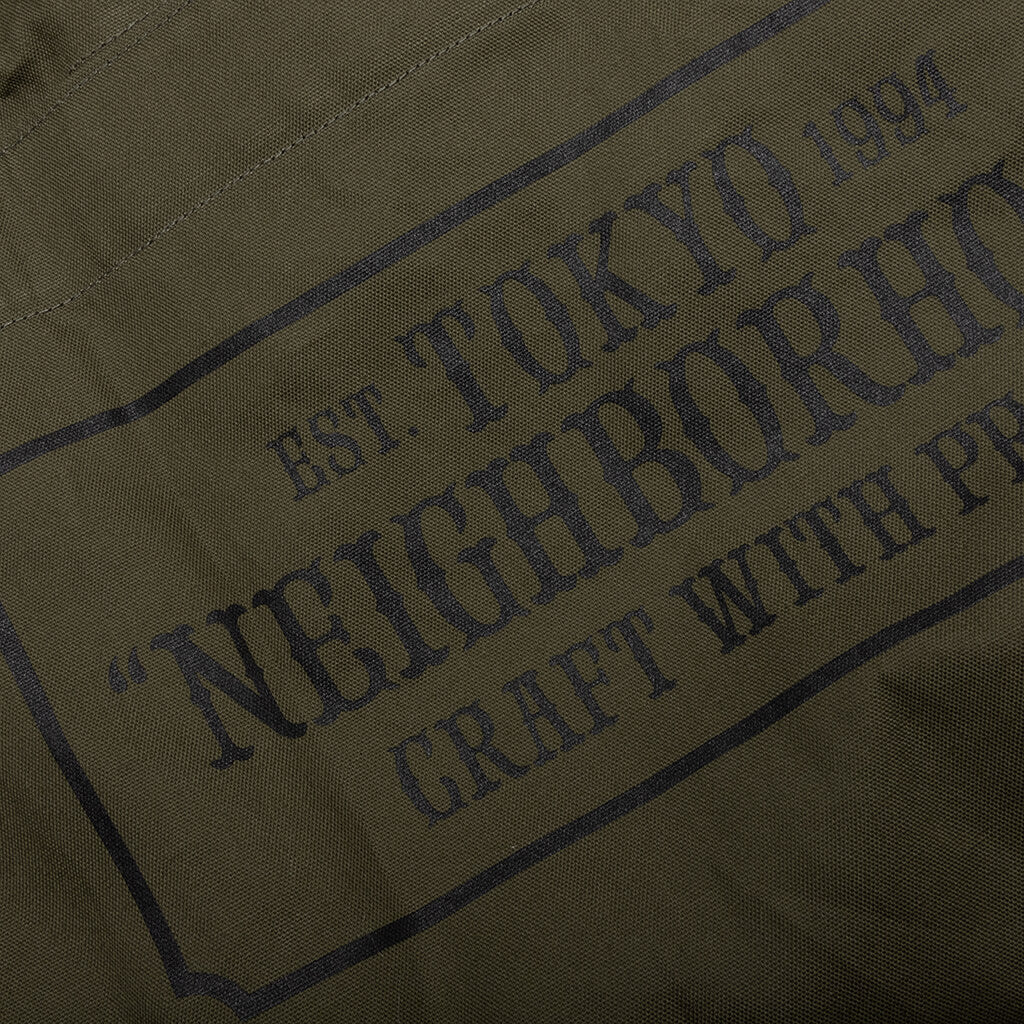 EST. TOKYO 1994
“NEIGHBORHO
CRAFT WITH PR